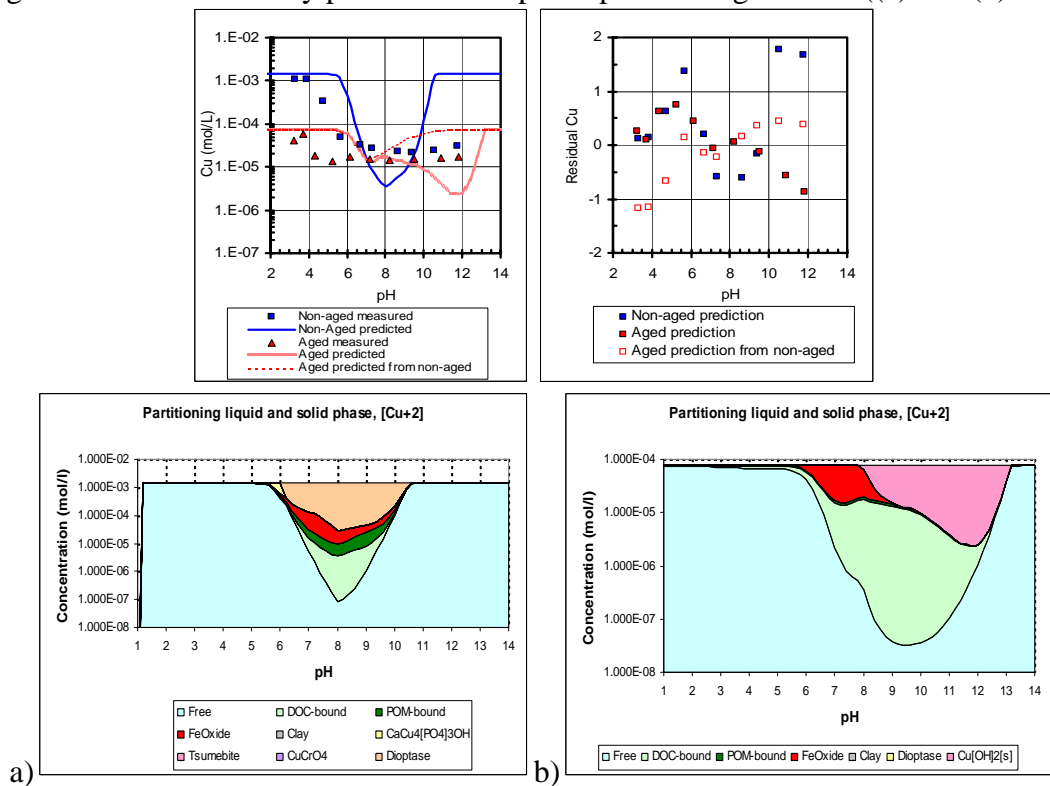 1.E-02
1.E-03
1.E-04
1.E-05
1.E-06
1.E-07
Cu (mol/L)
2 4 6 8 10 12 14
pH
Non-aged measured
Non-Aged predicted
Aged measured
Aged predicted
Aged predicted from non-aged
2
1
0
-1
-2
Residual Cu
2 4 6 8 10 12 14
pH
Non-aged prediction
Aged prediction
Aged prediction from non-aged
Partitioning liquid and solid phase, [Cu+2]
1.000E-02
1.000E-03
1.000E-04
1.000E-05
1.000E-06
1.000E-07
1.000E-08
Concentration (mol/l)
1 2 3 4 5 6 7 8 9 10 11 12 13 14
pH
Free DOC-bound POM-bound
FeOxide Clay CaCu4[PO4]3OH
Tsumebite CuCrO4 Dioptase
a)
Partitioning liquid and solid phase, [Cu+2]
1.000E-04
1.000E-05
1.000E-06
1.000E-07
1.000E-08
Concentration (mol/l)
1 2 3 4 5 6 7 8 9 10 11 12 13 14
pH
Free DOC-bound POM-bound FeOxide Clay Dioptase Cu[OH]2[s]
b)